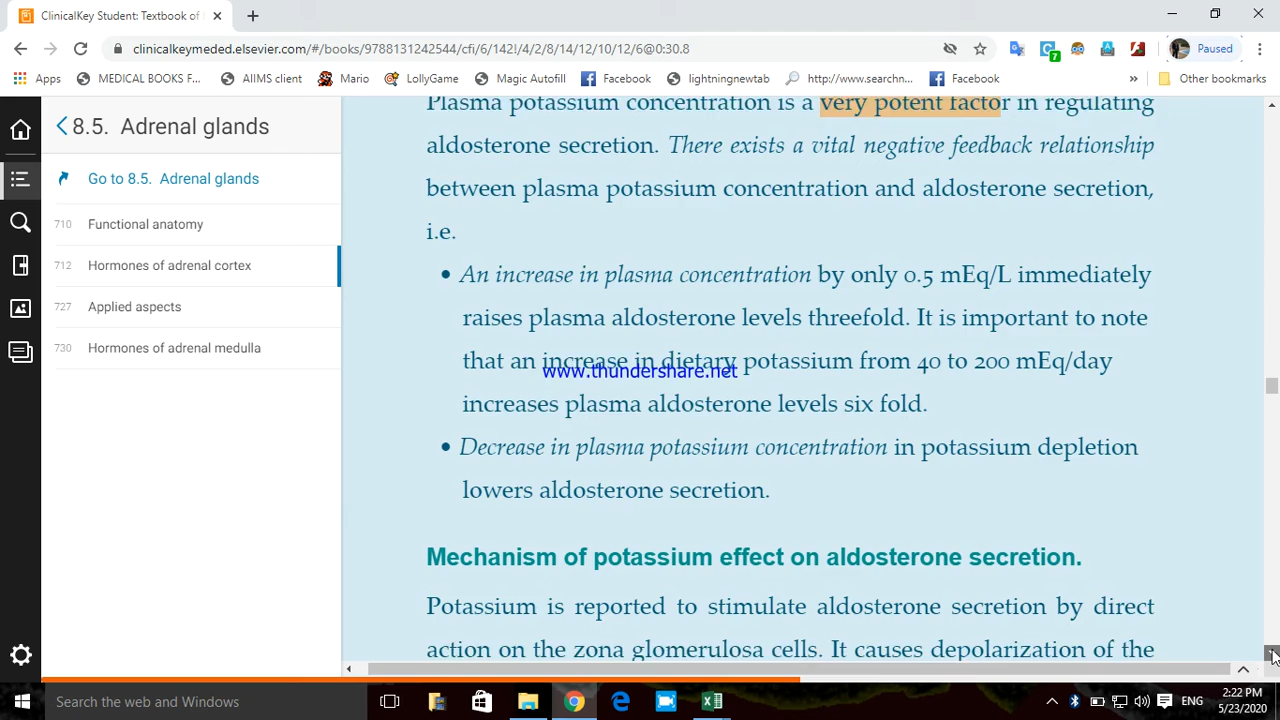 ClinicalKey Student: Textbook of
clinicalkeymeded.elsevier.com/#/books/9788131242544/cfi/6/142!/4/2/8/14/12/10/12/6@0:30.8
7
Paused
Apps
MEDICAL BOOKS F...
AIIMS client
Mario
LollyGame
Magic Autofill
Facebook
lightningnewtab
http://www.searchn...
Facebook
»
Other bookmarks
8.5. Adrenal glands
Go to 8.5. Adrenal glands
710 Functional anatomy
712 Hormones of adrenal cortex
727 Applied aspects
730 Hormones of adrenal medulla
Plasma potassium concentration is a very potent factor in regulating
aldosterone secretion. There exists a vital negative feedback relationship
between plasma potassium concentration and aldosterone secretion,
i.e.
• An increase in plasma concentration by only 0.5 mEq/L immediately
raises plasma aldosterone levels threefold. It is important to note
that an increase in dietary potassium from 40 to 200 mEq/day
www.thundershare.net
increases plasma aldosterone levels six fold.
• Decrease in plasma potassium concentration in potassium depletion
lowers aldosterone secretion.
Mechanism of potassium effect on aldosterone secretion.
Potassium is reported to stimulate aldosterone secretion by direct
action on the zona glomerulosa cells. It causes depolarization of the
Search the web and Windows
ENG
2:22 PM
5/23/2020